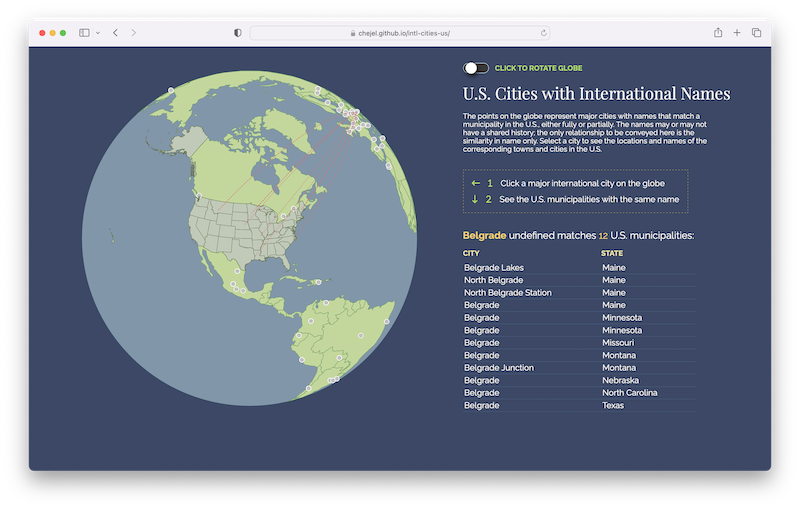 chejel.github.io/intl-cities-us/
CLICK TO ROTATE GLOBE
U.S. Cities with International Names
The points on the globe represent major cities with names that match a
municipality in the U.S., either fully or partially. The names may or may not
have a shared history; the only relationship to be conveyed here is the
similarity in name only. Select a city to see the locations and names of the
corresponding towns and cities in the U.S.
← 1 Click a major international city on the globe
↓ 2 See the U.S. municipalities with the same name
Belgrade undefined matches 12 U.S. municipalities:
CITY STATE
Belgrade Lakes Maine
North Belgrade Maine
North Belgrade Station Maine
Belgrade Maine
Belgrade Minnesota
Belgrade Minnesota
Belgrade Missouri
Belgrade Montana
Belgrade Junction Montana
Belgrade Nebraska
Belgrade North Carolina
Belgrade Texas